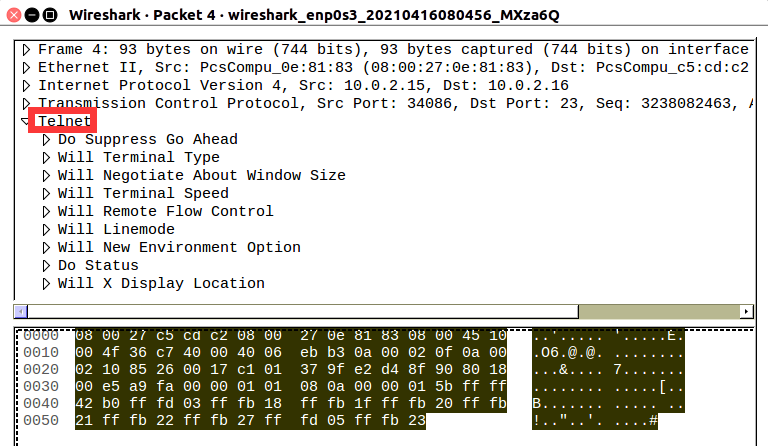 Wireshark · Packet 4 · wireshark_enp0s3_20210416080456_MXza6Q
Frame 4: 93 bytes on wire (744 bits), 93 bytes captured (744 bits) on interface
Ethernet II, Src: PcsCompu_0e:81:83 (08:00:27:0e:81:83), Dst: PcsCompu_c5:cd:c2
Internet Protocol Version 4, Src: 10.0.2.15, Dst: 10.0.2.16
Transmission Control Protocol, Src Port: 34086, Dst Port: 23, Seq: 3238082463, A
Telnet
Do Suppress Go Ahead
Will Terminal Type
Will Negotiate About Window Size
Will Terminal Speed
Will Remote Flow Control
Will Linemode
Will New Environment Option
Do Status
Will X Display Location
0000 08 00 27 c5 cd c2 08 00 27 0e 81 83 08 00 45 10 ..'..... '.....E.
0010 00 4f 36 c7 40 00 40 06 eb b3 0a 00 02 0f 0a 00 .O6.@.@. ........
0020 02 10 85 26 00 17 c1 01 37 9f e2 d4 8f 90 80 18 ...&.... 7.......
0030 00 e5 a9 fa 00 00 01 01 08 0a 00 00 01 5b ff ff ........ .....[..
0040 42 b0 ff fd 03 ff fb 18 ff fb 1f ff fb 20 ff fb B....... ..... ..
0050 21 ff fb 22 ff fb 27 ff fd 05 ff fb 23 !.."..'. ....#